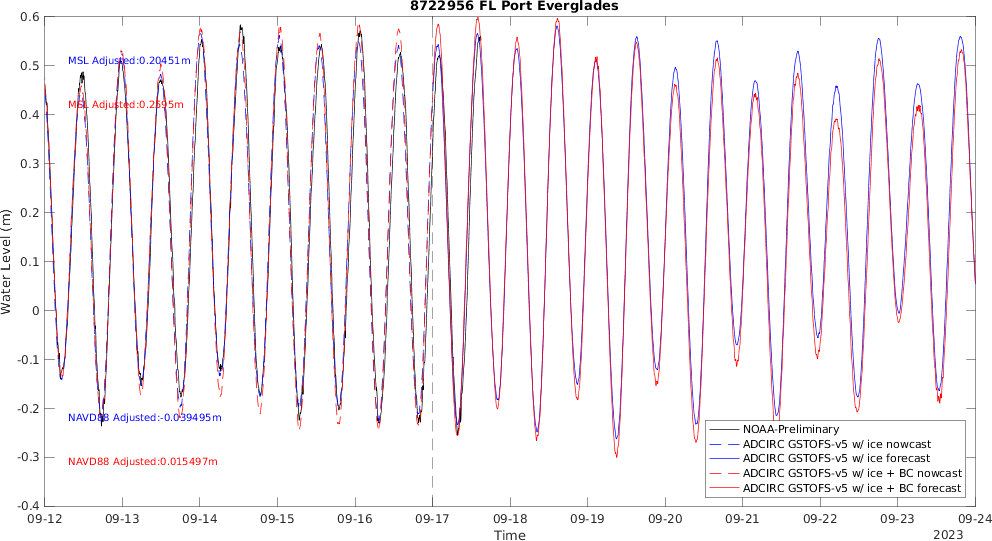 8722956 FL Port Everglades
0.6
0.5
0.4
0.3
0.2
0.1
0
-0.1
-0.2
-0.3
-0.4
Water Level (m)
MSL Adjusted:0.20451m
MSL Adjusted:0.2595m
NAVD88 Adjusted:-0.039495m
NAVD88 Adjusted:0.015497m
NOAA-Preliminary
ADCIRC GSTOFS-v5 w/ ice nowcast
ADCIRC GSTOFS-v5 w/ ice forecast
ADCIRC GSTOFS-v5 w/ ice + BC nowcast
ADCIRC GSTOFS-v5 w/ ice + BC forecast
09-12 09-13 09-14 09-15 09-16 09-17 09-18 09-19 09-20 09-21 09-22 09-23 09-24
Time
2023